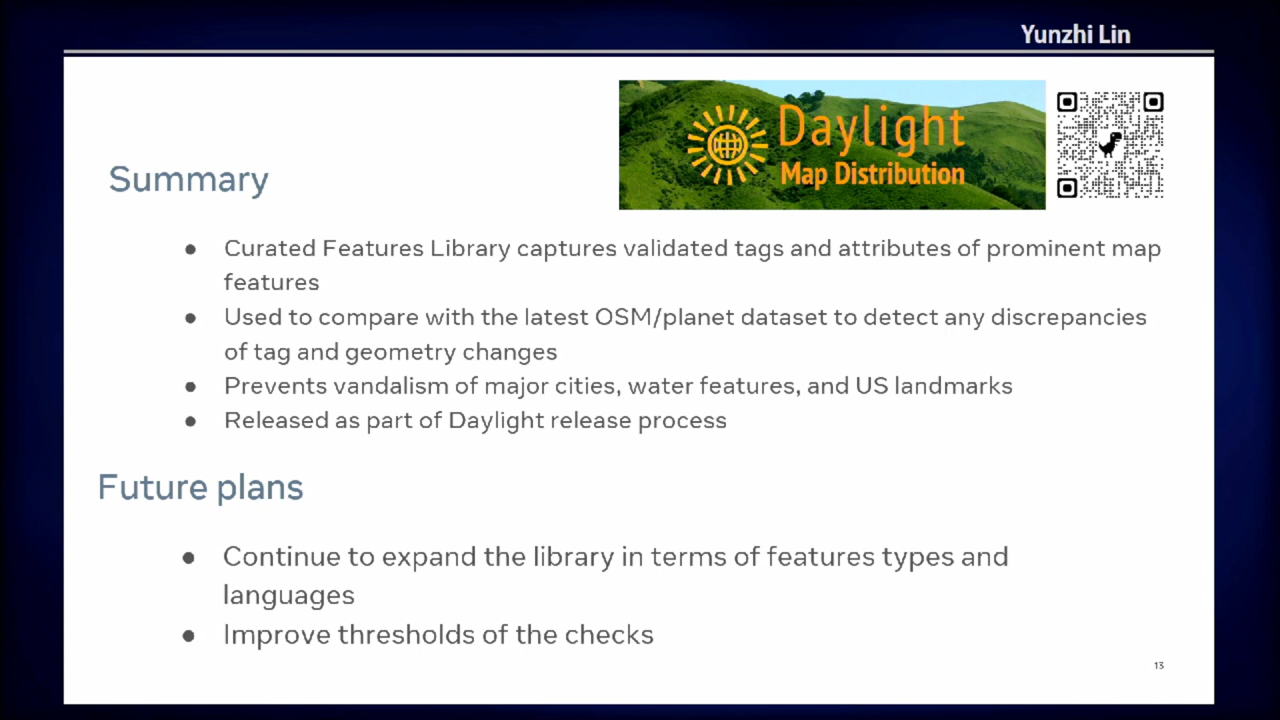 Yunzhi Lin
Daylight
Map Distribution
Summary
● Curated Features Library captures validated tags and attributes of prominent map
features
● Used to compare with the latest OSM/planet dataset to detect any discrepancies
of tag and geometry changes
● Prevents vandalism of major cities, water features, and US landmarks
● Released as part of Daylight release process
Future plans
● Continue to expand the library in terms of features types and
languages
● Improve thresholds of the checks
13